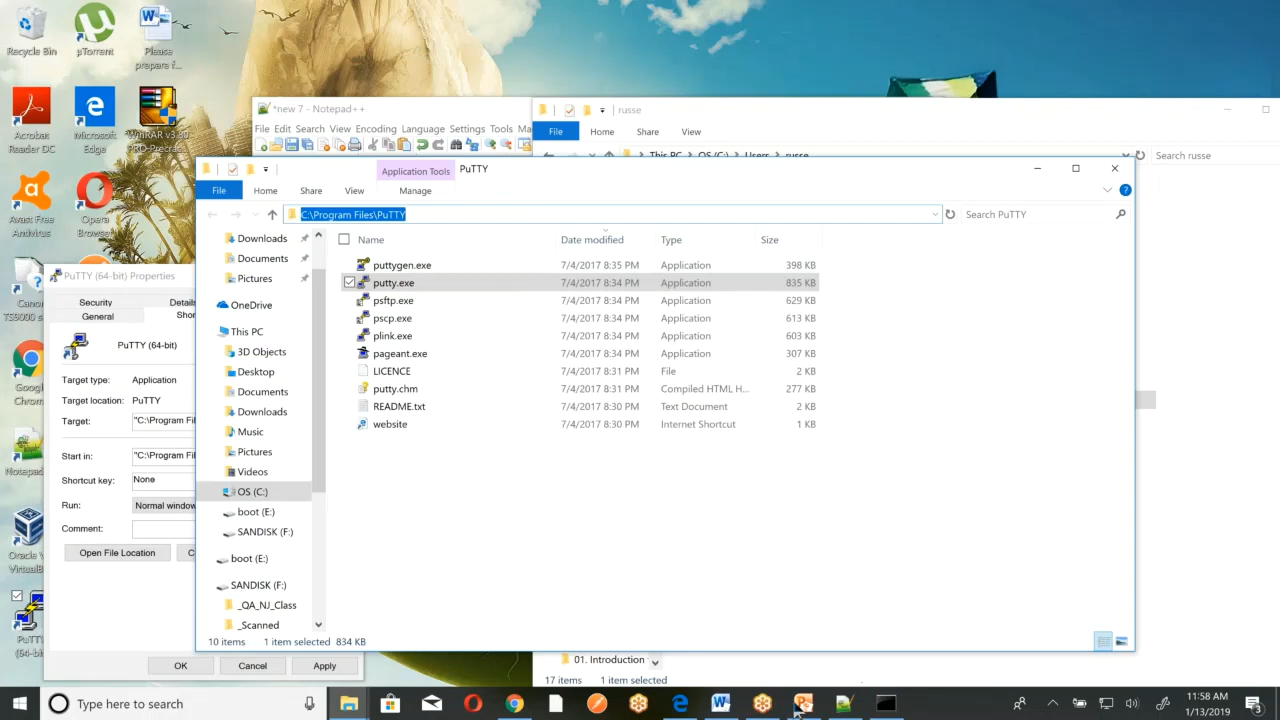 Recycle Bin
µTorrent
Please
prepare f...
Acrobat
Reader DC
Microsoft
Edge
WinRAR v3.80
PRO-Precrac...
Avast Free
Antivirus
Opera
Canon
TS9000 s
Google
Chrom
Notepad
Oracle V
VirtualB
PuTT
(64-bi
*new 7 - Notepad++
File Edit Search View Encoding Language Settings Tools Ma
russe
File Home Share View
This PC OS (C:) Users russe
Search russe
Application Tools
PuTTY
File Home Share View Manage
C:\Program Files\PuTTY
Search PuTTY
Name Date modified Type Size
puttygen.exe 7/4/2017 8:35 PM Application 398 KB
putty.exe 7/4/2017 8:34 PM Application 835 KB
psftp.exe 7/4/2017 8:34 PM Application 629 KB
pscp.exe 7/4/2017 8:34 PM Application 613 KB
plink.exe 7/4/2017 8:34 PM Application 603 KB
pageant.exe 7/4/2017 8:34 PM Application 307 KB
LICENCE 7/4/2017 8:31 PM File 2 KB
putty.chm 7/4/2017 8:31 PM Compiled HTML H... 277 KB
README.txt 7/4/2017 8:30 PM Text Document 2 KB
website 7/4/2017 8:30 PM Internet Shortcut 1 KB
Downloads
Documents
Pictures
OneDrive
This PC
3D Objects
Desktop
Documents
Downloads
Music
Pictures
Videos
OS (C:)
boot (E:)
SANDISK (F:)
boot (E:)
SANDISK (F:)
_QA_NJ_Class
_Scanned
10 items 1 item selected 834 KB
PuTTY (64-bit) Properties
Security Details
General Shor
PuTTY (64-bit)
Target type: Application
Target location: PuTTY
Target: "C:\Program Fil
Start in: "C:\Program Fil
Shortcut key: None
Run: Normal window
Comment:
Open File Location C
OK Cancel Apply
01. Introduction
17 items 1 item selected
Type here to search
11:58 AM
1/13/2019
3